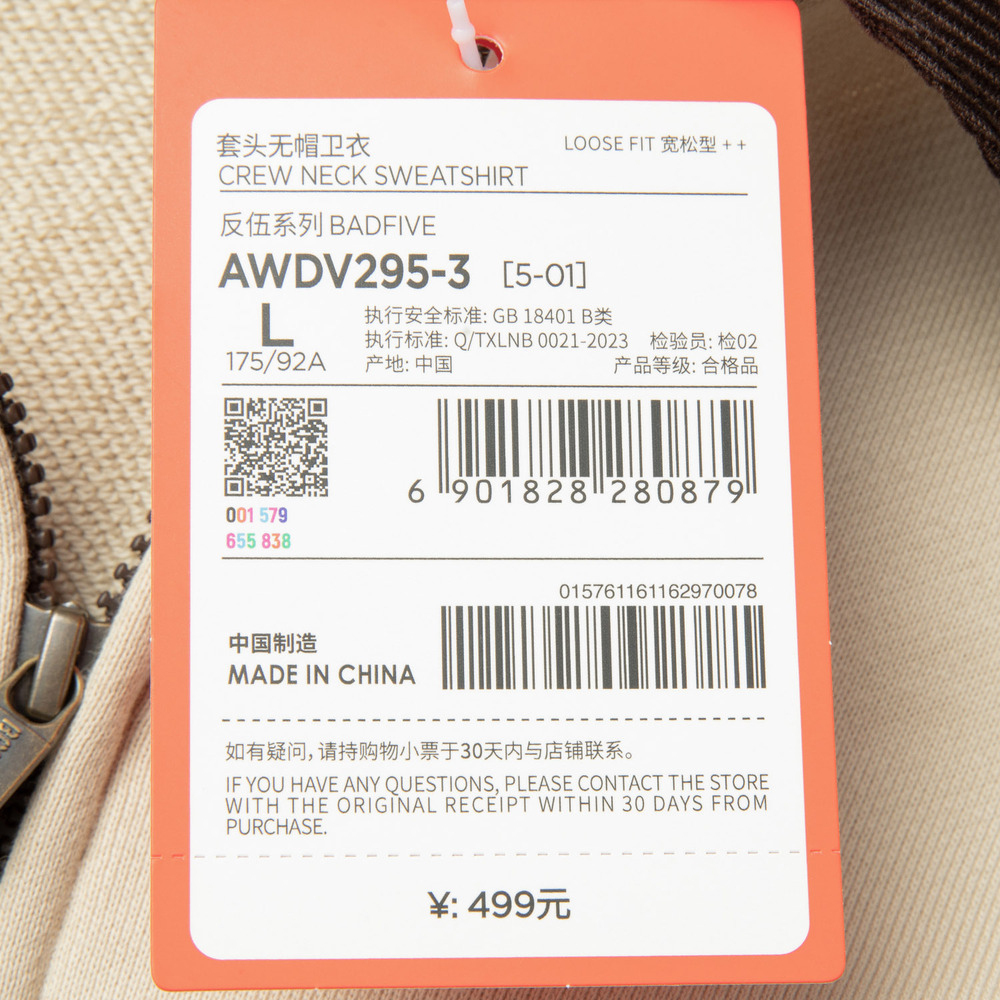 套头无帽卫衣
LOOSE FIT 宽松型 + +
CREW NECK SWEATSHIRT
反伍系列 BADFIVE
AWDV295-3 [5-01]
L
175/92A
执行安全标准: GB 18401 B类
执行标准: Q/TXLNB 0021-2023 检验员: 检02
产地: 中国 产品等级: 合格品
6 901828 280879
001 579
655 838
015761161162970078
中国制造
MADE IN CHINA
如有疑问,请持购物小票于30天内与店铺联系。
IF YOU HAVE ANY QUESTIONS, PLEASE CONTACT THE STORE
WITH THE ORIGINAL RECEIPT WITHIN 30 DAYS FROM
PURCHASE.
¥: 499元